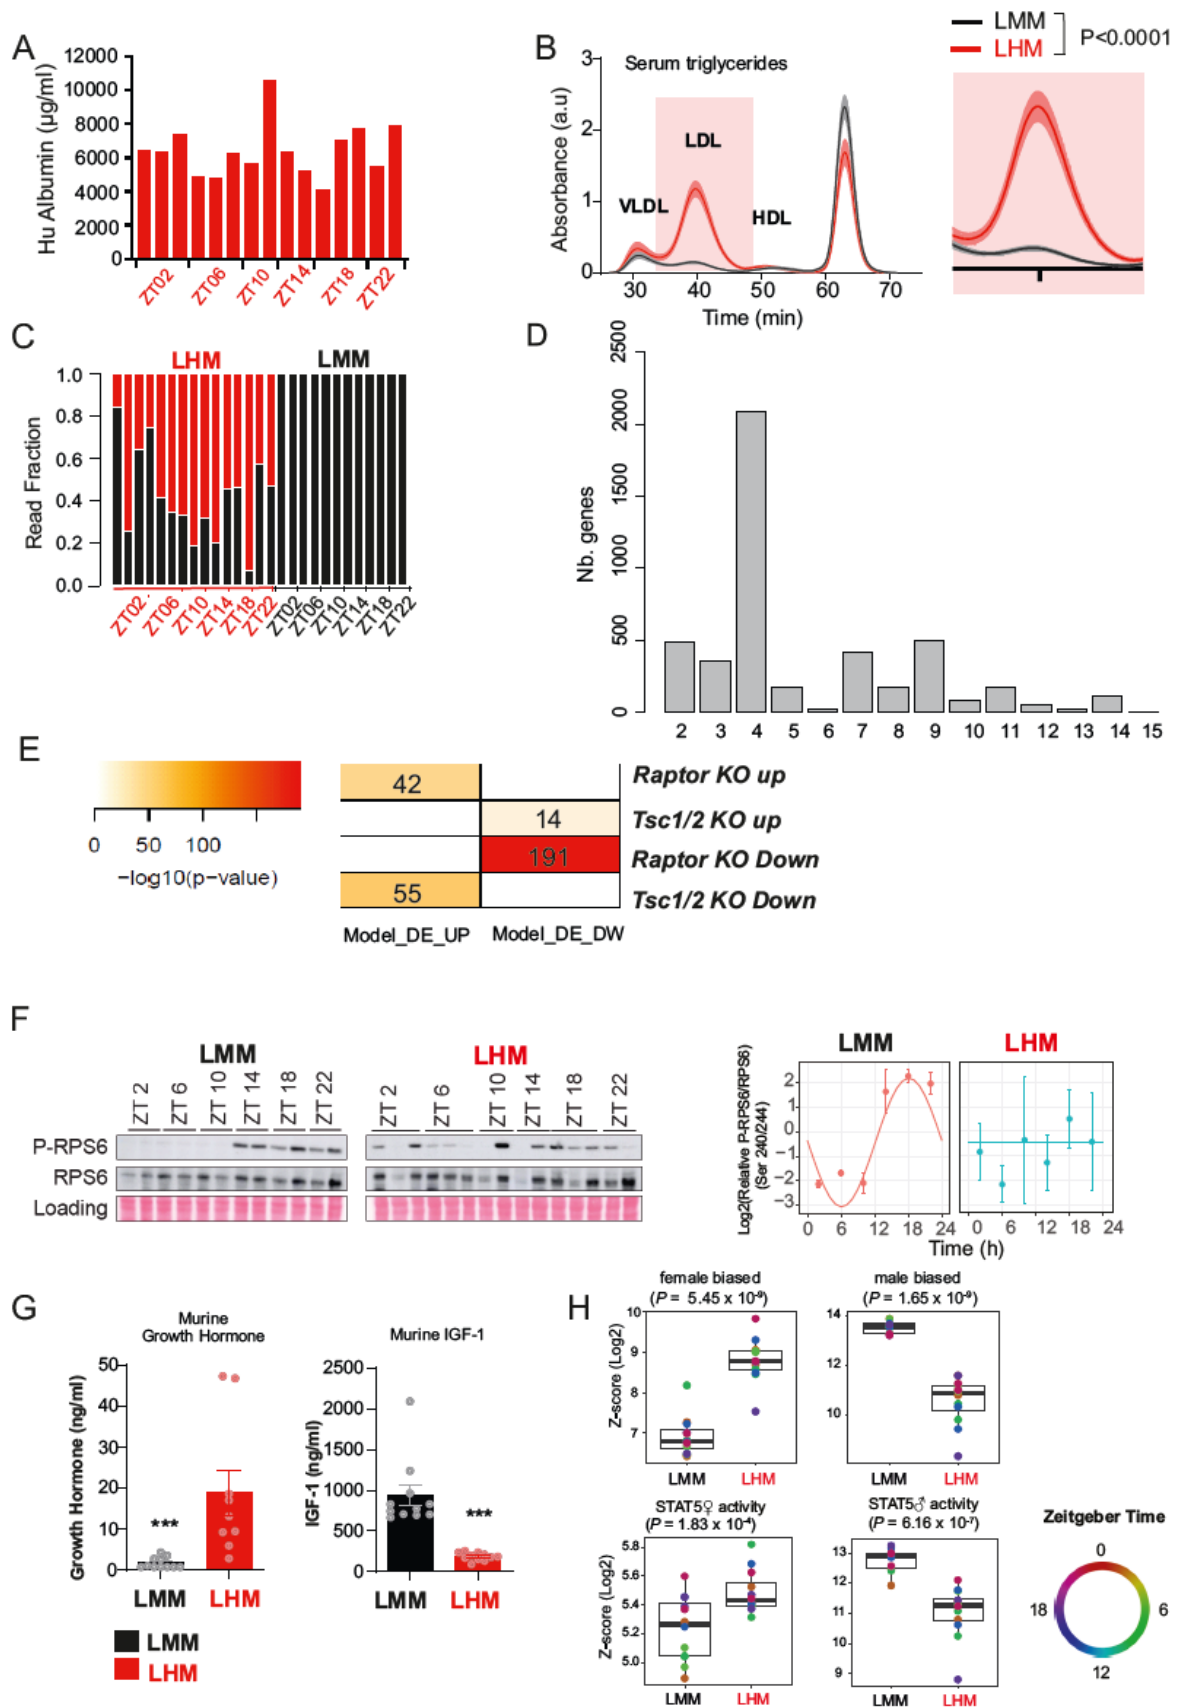 A
Hu Albumin (µg/ml)
12000
10000
8000
6000
4000
2000
0
ZT02
ZT06
ZT10
ZT14
ZT18
ZT22
B
Serum triglycerides
Absorbance (a.u)
3
2
1
0
VLDL
LDL
HDL
30 40 50 60 70
Time (min)
LMM
LHM
P<0.0001
C
LHM LMM
Read Fraction
1.0
0.8
0.6
0.4
0.2
0.0
ZT02 ZT06 ZT10 ZT14 ZT18 ZT22 ZT02 ZT06 ZT10 ZT14 ZT18 ZT22
D
Nb. genes
2500
2000
1500
1000
500
0
2 3 4 5 6 7 8 9 10 11 12 13 14 15
E
0 50 100
−log10(p−value)
42 Raptor KO up
14 Tsc1/2 KO up
191 Raptor KO Down
55 Tsc1/2 KO Down
Model_DE_UP Model_DE_DW
F
LMM LHM
ZT 2 ZT 6 ZT 10 ZT 14 ZT 18 ZT 22 ZT 2 ZT 6 ZT 10 ZT 14 ZT 18 ZT 22
P-RPS6
RPS6
Loading
LMM LHM
Log2(Relative P-RPS6/RPS6)
(Ser 240/244)
2
1
0
−1
−2
−3
0 6 12 18 24 0 6 12 18 24
Time (h)
G
Murine
Growth Hormone
Growth Hormone (ng/ml)
50
40
30
20
10
0
***
LMM LHM
Murine IGF-1
IGF-1 (ng/ml)
2500
2000
1500
1000
500
0
***
LMM LHM
LMM
LHM
H
female biased
(P = 5.45 x 10⁻⁹)
Z-score (Log2)
10
9
8
7
LMM LHM
male biased
(P = 1.65 x 10⁻⁹)
14
12
10
LMM LHM
STAT5♀ activity
(P = 1.83 x 10⁻⁴)
Z-score (Log2)
5.8
5.6
5.4
5.2
5.0
LMM LHM
STAT5♂ activity
(P = 6.16 x 10⁻⁷)
13
12
11
10
9
LMM LHM
Zeitgeber Time
0
18 6
12